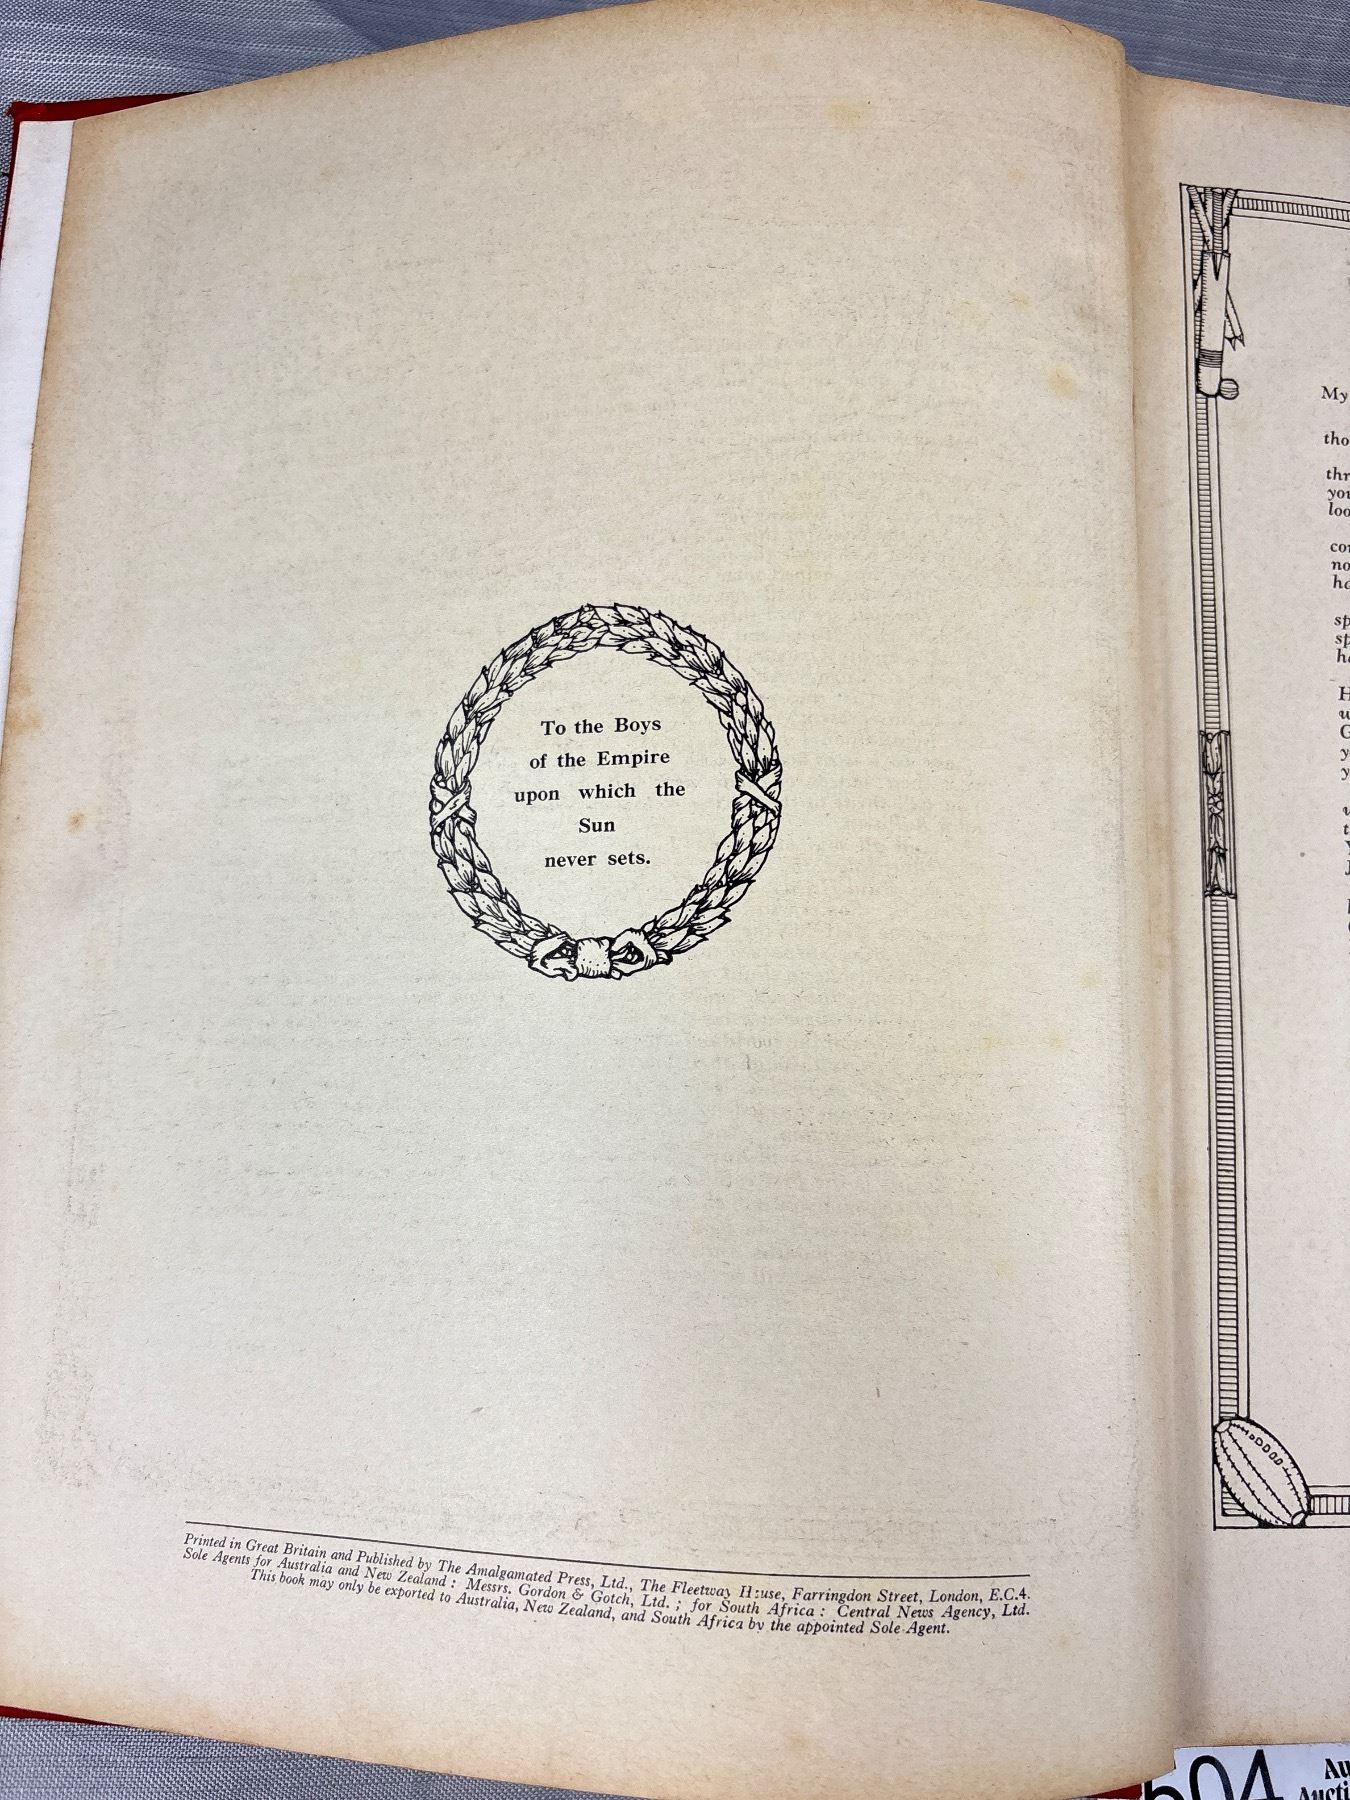 To the Boys
of the Empire
upon which the
Sun
never sets.
Printed in Great Britain and Published by The Amalgamated Press, Ltd., The Fleetway House, Farringdon Street, London, E.C.4.
Sole Agents for Australia and New Zealand : Messrs. Gordon & Gotch, Ltd. ; for South Africa : Central News Agency, Ltd.
This book may only be exported to Australia, New Zealand, and South Africa by the appointed Sole Agent.
My
504